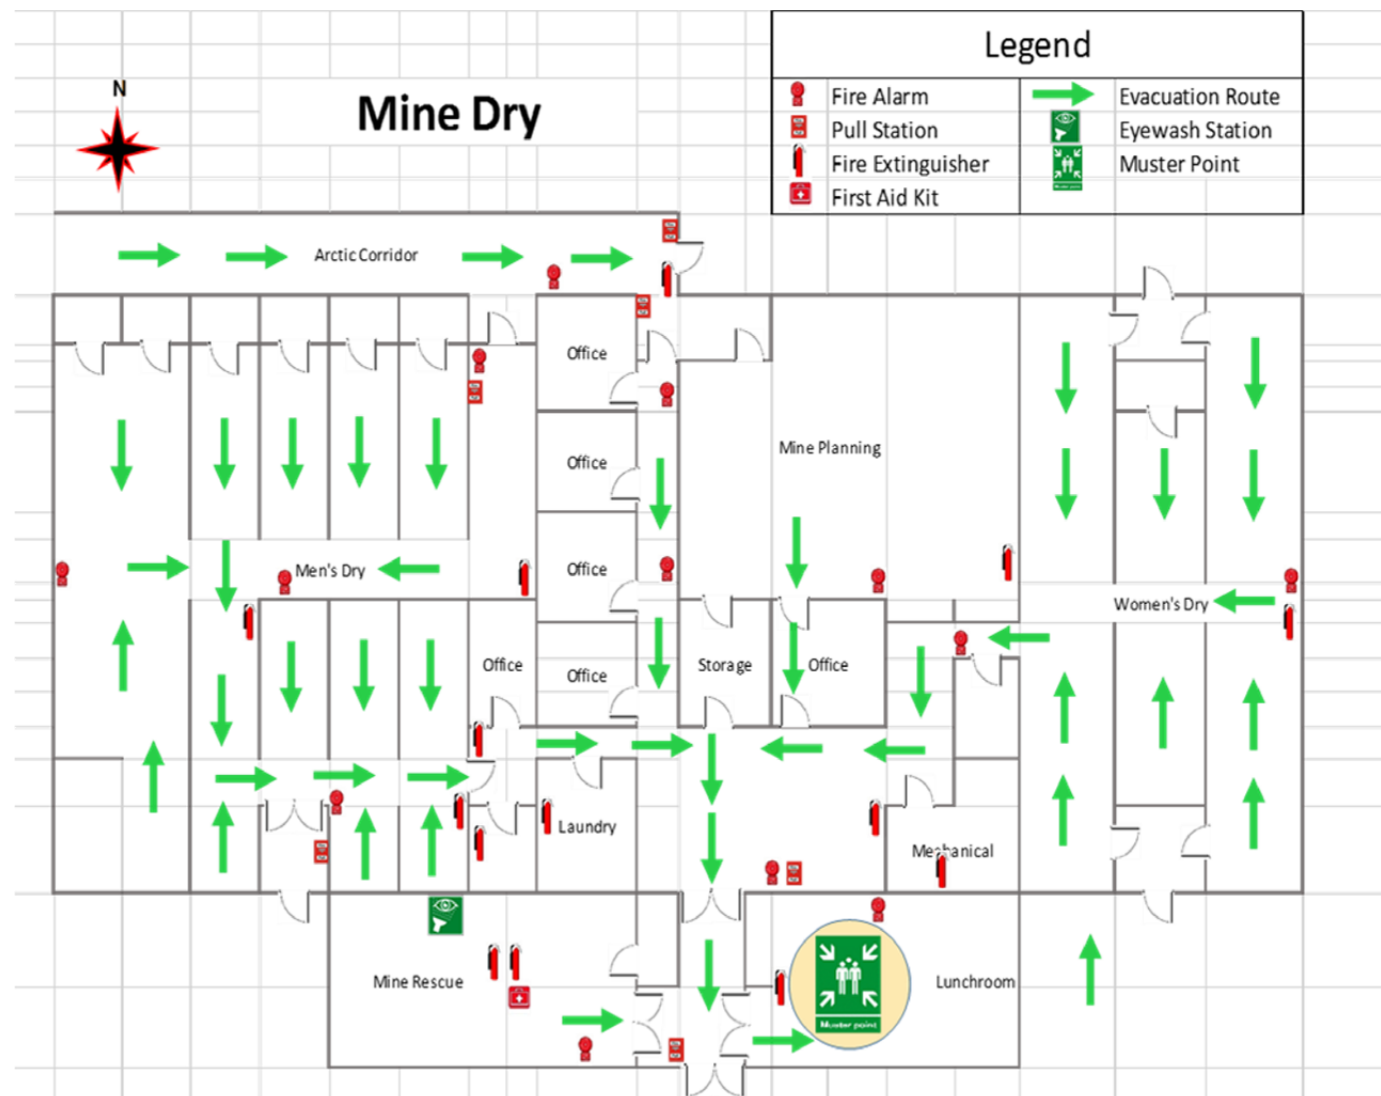 Legend
N
Mine Dry
Fire Alarm
Evacuation Route
Pull Station
Eyewash Station
Fire Extinguisher
Muster Point
First Aid Kit
Arctic Corridor
Office
Mine Planning
Office
Office
Men's Dry
Women's Dry
Office
Office
Storage
Office
Laundry
Mechanical
Mine Rescue
Lunchroom
Muster point